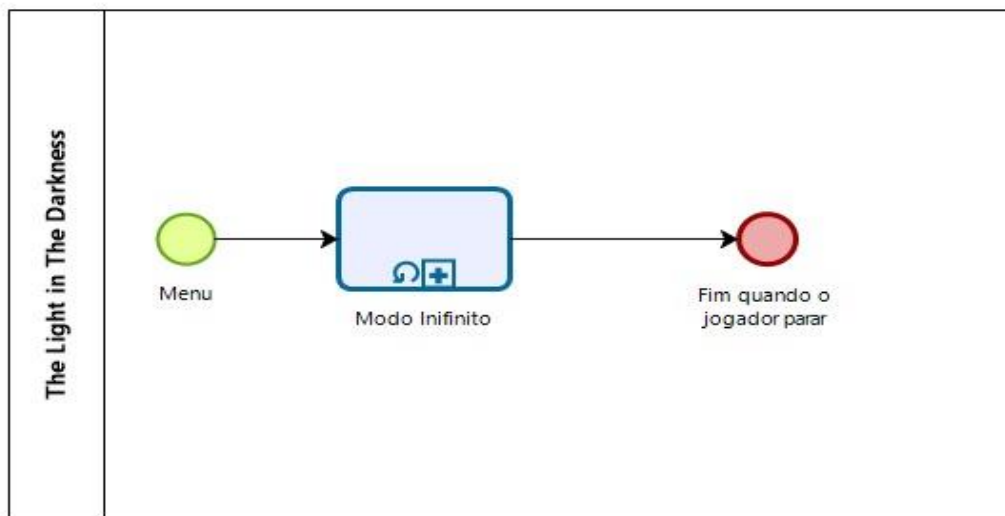 The Light in The Darkness
Menu
Modo Inifinito
Fim quando o
jogador parar